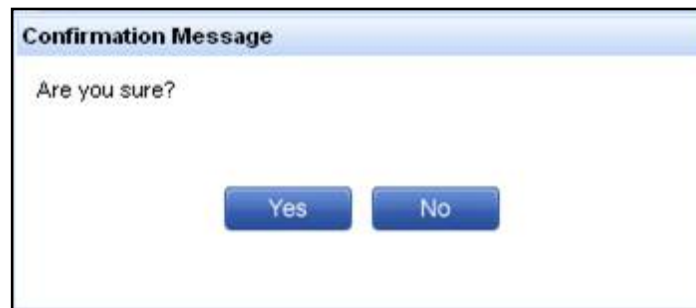 Confirmation Message
Are you sure?
Yes No